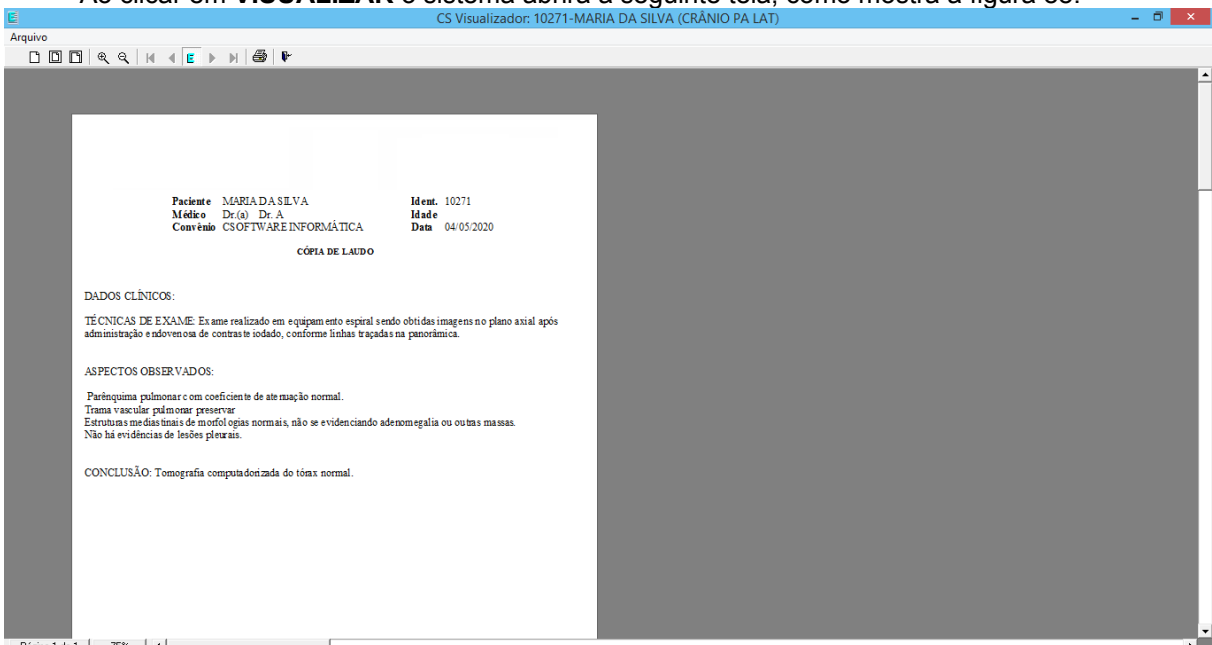 Ao clicar em VISUALIZAR o sistema abrirá a seguinte tela, como mostra a figura
CS Visualizador: 10271-MARIA DA SILVA (CRÂNIO PA LAT)
Arquivo
E
Paciente MARIA DA SILVA Ident. 10271
Médico Dr.(a) Dr. A Idade
Convênio CSOFTWARE INFORMÁTICA Data 04/05/2020
CÓPIA DE LAUDO
DADOS CLÍNICOS:
TÉCNICAS DE EXAME: Exame realizado em equipamento espiral sendo obtidas imagens no plano axial após
administração endovenosa de contraste iodado, conforme linhas traçadas na panorâmica.
ASPECTOS OBSERVADOS:
Parênquima pulmonar com coeficiente de atenuação normal.
Trama vascular pulmonar preservar
Estruturas mediastinais de morfologias normais, não se evidenciando adenomegalia ou outras massas.
Não há evidências de lesões pleurais.
CONCLUSÃO: Tomografia computadorizada do tórax normal.
75%